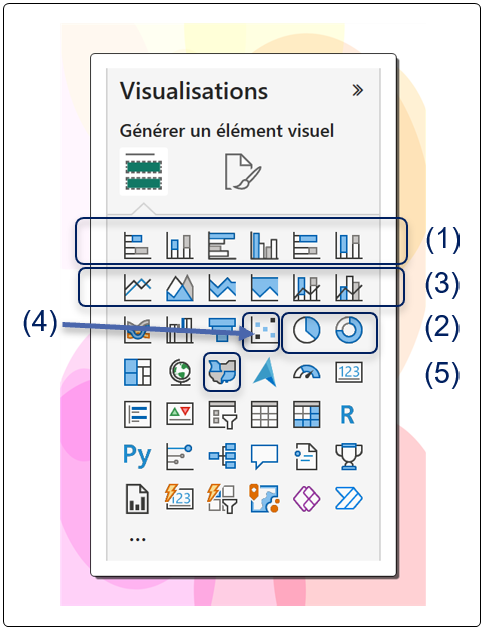 Visualisations »
Générer un élément visuel
(1)
(3)
(4)
(2)
(5)
123
R
Py
123
...